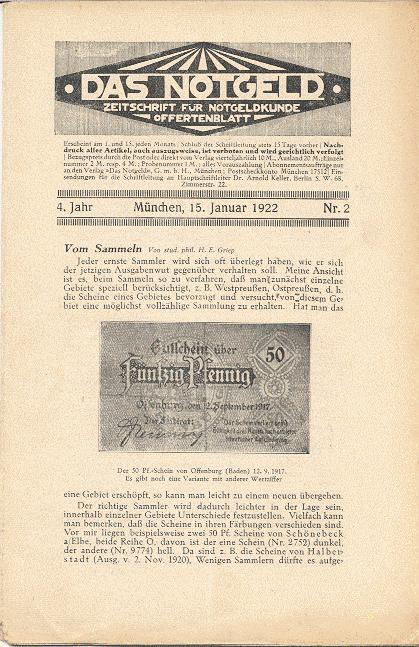 DAS NOTGELD
ZEITSCHRIFT FÜR NOTGELDKUNDE
OFFERTENBLATT
Erscheint am 1. und 15. jeden Monats | Schluß der Schriftleitung stets 15 Tage vorher | Nach-
druck aller Artikel, auch auszugsweise, ist verboten und wird gerichtlich verfolgt
| Bezugspreis durch die Post oder direkt vom Verlag vierteljährlich 10 M., Ausland 20 M.; Einzel-
nummer 2 M. resp. 4 M.; Probenummer 1 M.; alles Vorauszahlung | Abonnementsaufträge nur
an den Verlag »Das Notgeld«, G. m. b. H., München; Postscheckkonto München 17512 | Ein-
sendungen für die Schriftleitung an Hauptschriftleiter Dr. Arnold Keller, Berlin S. W. 68,
Zimmerstr. 22.
4. Jahr München, 15. Januar 1922 Nr. 2
Vom Sammeln Von stud. phil. H. E. Griep
Jeder ernste Sammler wird sich oft überlegt haben, wie er sich
der jetzigen Ausgabenwut gegenüber verhalten soll. Meine Ansicht
ist es, beim Sammeln so zu verfahren, daß man zunächst einzelne
Gebiete speziell berücksichtigt, z. B. Westpreußen, Ostpreußen, d. h.
die Scheine eines Gebietes bevorzugt und versucht, von diesem Ge-
biet eine möglichst vollzählige Sammlung zu erhalten. Hat man das
Gutschein über
50
Fünfzig Pfennig
Offenburg, den 12. September 1917.
Der Stadtrat:
Der 50 Pf.-Schein von Offenburg (Baden) 12. 9. 1917.
Es gibt noch eine Variante mit anderer Wertziffer
eine Gebiet erschöpft, so kann man leicht zu einem neuen übergehen.
Der richtige Sammler wird dadurch leichter in der Lage sein,
innerhalb einzelner Gebiete Unterschiede festzustellen. Vielfach kann
man bemerken, daß die Scheine in ihren Färbungen verschieden sind.
Vor mir liegen beispielsweise zwei 50 Pf. Scheine von Schönebeck
a/Elbe, beide Reihe O, davon ist der eine Schein (Nr. 2752) dunkel,
der andere (Nr. 9774) hell. Da sind z. B. die Scheine von Halber-
stadt (Ausg. v. 2. Nov. 1920), Wenigen Sammlern dürfte es aufge-